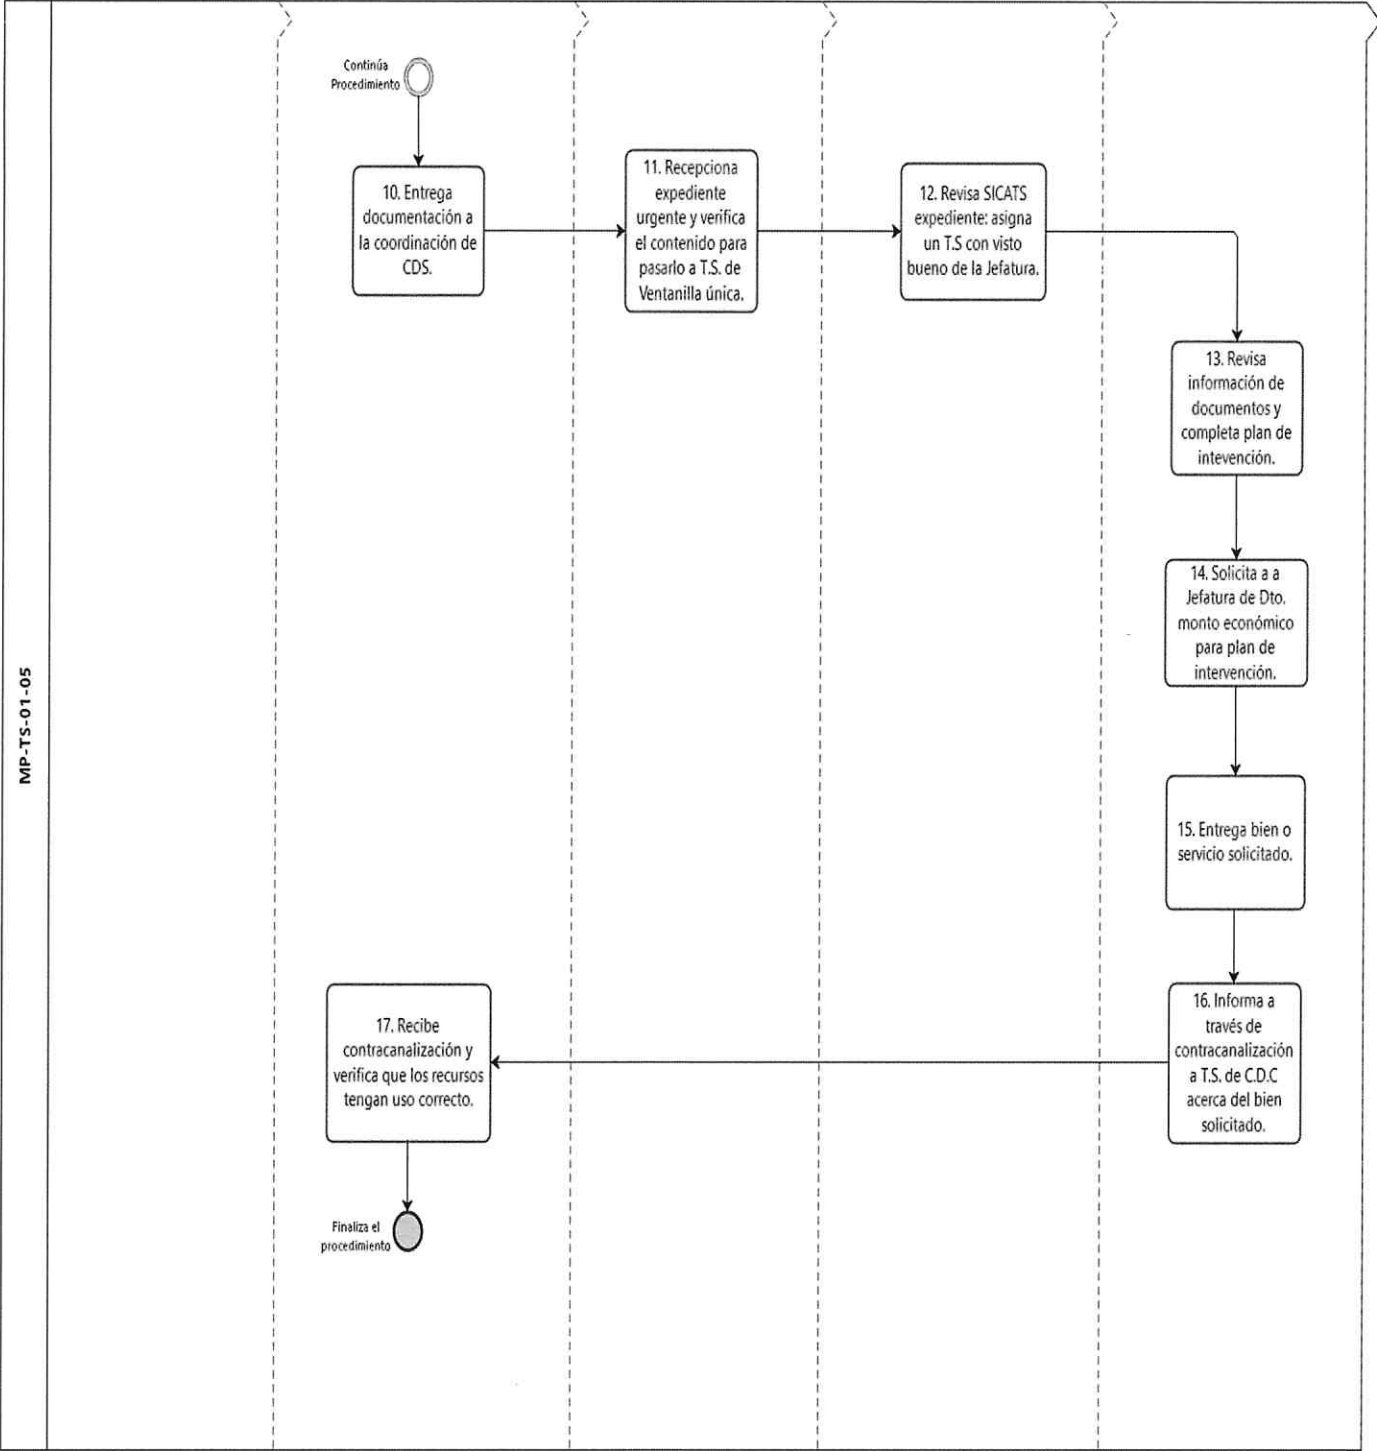 MP-TS-01-05
Continúa
Procedimiento
10. Entrega
documentación a
la coordinación de
CDS.
11. Recepciona
expediente
urgente y verifica
el contenido para
pasarlo a T.S. de
Ventanilla única.
12. Revisa SICATS
expediente: asigna
un T.S con visto
bueno de la Jefatura.
13. Revisa
información de
documentos y
completa plan de
intevención.
14. Solicita a a
Jefatura de Dto.
monto económico
para plan de
intervención.
15. Entrega bien o
servicio solicitado.
16. Informa a
través de
contracanalización
a T.S. de C.D.C
acerca del bien
solicitado.
17. Recibe
contracanalización y
verifica que los recursos
tengan uso correcto.
Finaliza el
procedimiento